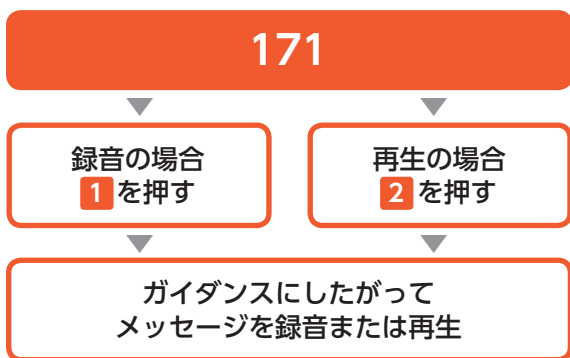 171
録音の場合
1を押す
再生の場合
2を押す
ガイダンスにしたがって
メッセージを録音または再生